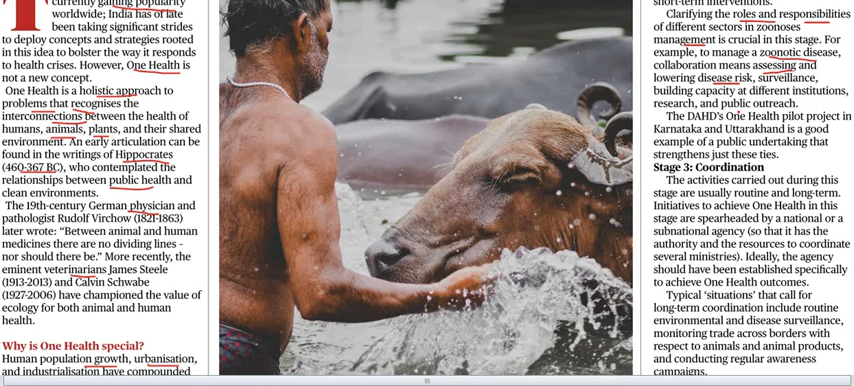 T
currently gaining popularity
worldwide; India has of late
been taking significant strides
to deploy concepts and strategies rooted
in this idea to bolster the way it responds
to health crises. However, One Health is
not a new concept.
One Health is a holistic approach to
problems that recognises the
interconnections between the health of
humans, animals, plants, and their shared
environment. An early articulation can be
found in the writings of Hippocrates
(460-367 BC), who contemplated the
relationships between public health and
clean environments.
The 19th-century German physician and
pathologist Rudolf Virchow (1821-1863)
later wrote: “Between animal and human
medicines there are no dividing lines -
nor should there be.” More recently, the
eminent veterinarians James Steele
(1913-2013) and Calvin Schwabe
(1927-2006) have championed the value of
ecology for both animal and human
health.
Why is One Health special?
Human population growth, urbanisation,
and industrialisation have compounded
short-term interventions.
Clarifying the roles and responsibilities
of different sectors in zoonoses
management is crucial in this stage. For
example, to manage a zoonotic disease,
collaboration means assessing and
lowering disease risk, surveillance,
building capacity at different institutions,
research, and public outreach.
The DAHD’s One Health pilot project in
Karnataka and Uttarakhand is a good
example of a public undertaking that
strengthens just these ties.
Stage 3: Coordination
The activities carried out during this
stage are usually routine and long-term.
Initiatives to achieve One Health in this
stage are spearheaded by a national or a
subnational agency (so that it has the
authority and the resources to coordinate
several ministries). Ideally, the agency
should have been established specifically
to achieve One Health outcomes.
Typical ‘situations’ that call for
long-term coordination include routine
environmental and disease surveillance,
monitoring trade across borders with
respect to animals and animal products,
and conducting regular awareness
campaigns.